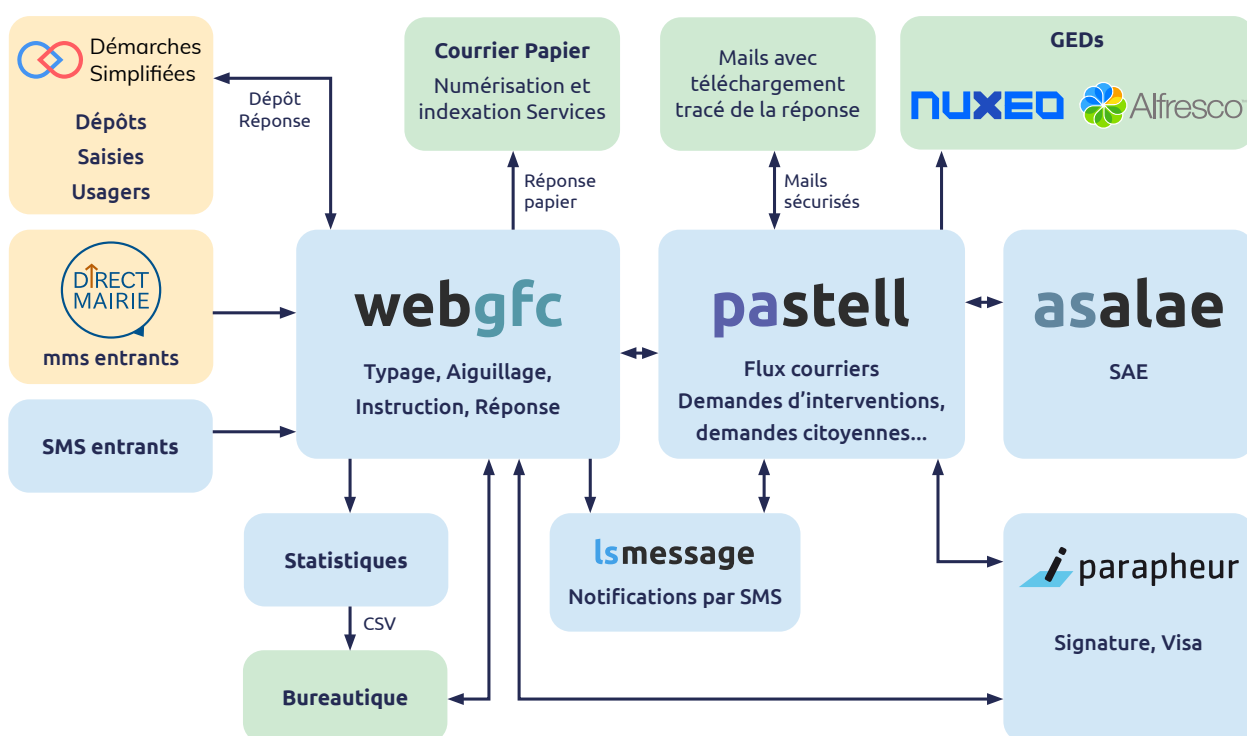 Démarches
Simplifiées
Dépôts
Saisies
Usagers
Dépôt
Réponse
Courrier Papier
Numérisation et
indexation Services
Mails avec
téléchargement
tracé de la réponse
GEDs
NUXEO
Alfresco
Réponse
papier
Mails
sécurisés
DIRECT
MAIRIE
mms entrants
SMS entrants
webgfc
Typage, Aiguillage,
Instruction, Réponse
pastell
Flux courriers
Demandes d’interventions,
demandes citoyennes...
asalae
SAE
Statistiques
CSV
Bureautique
lsmessage
Notifications par SMS
i parapheur
Signature, Visa